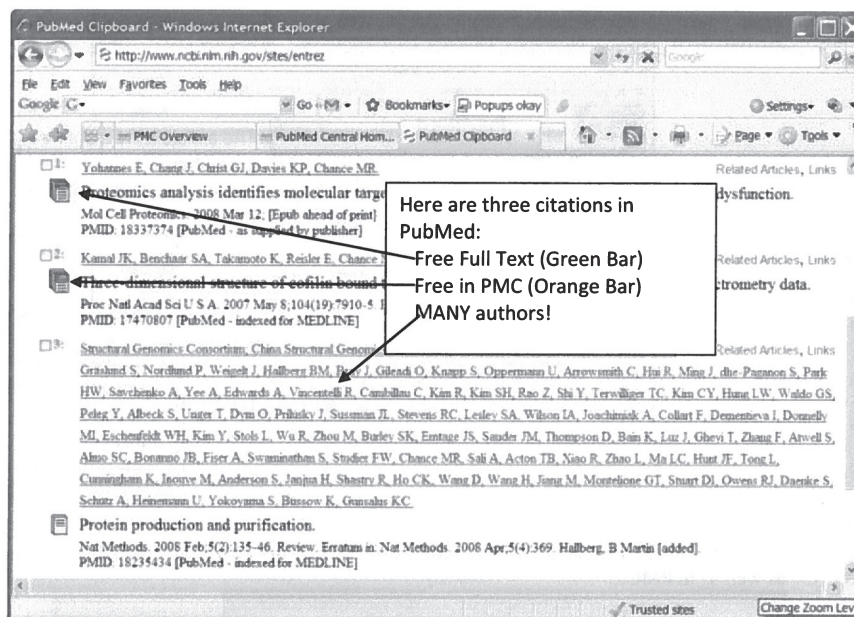 PubMed Clipboard - Windows Internet Explorer
http://www.ncbi.nlm.nih.gov/sites/entrez
Google
File Edit View Favorites Tools Help
Google G Go Bookmarks Popups okay Settings
PMC Overview PubMed Central Hom... PubMed Clipboard Page Tools
1: Yohannes E, Chang J, Christ GJ, Davies KP, Chance MR. Related Articles, Links
Proteomics analysis identifies molecular targe dysfunction.
Mol Cell Proteomics. 2008 Mar 12; [Epub ahead of print]
PMID: 18337374 [PubMed - as supplied by publisher]
Here are three citations in
PubMed:
Free Full Text (Green Bar)
Free in PMC (Orange Bar)
MANY authors!
2: Kamal JK, Benchaar SA, Takamoto K, Reisler E, Chance Related Articles, Links
Three-dimensional structure of cofilin bound t ctrometry data.
Proc Natl Acad Sci U S A. 2007 May 8;104(19):7910-5.
PMID: 17470807 [PubMed - indexed for MEDLINE]
3: Structural Genomics Consortium, China Structural Genomi Related Articles, Links
Gräslund S, Nordlund P, Weigelt J, Hallberg BM, Bray J, Gileadi O, Knapp S, Oppermann U, Arrowsmith C, Hui R, Ming J, dhe-Paganon S, Park
HW, Savchenko A, Yee A, Edwards A, Vincentelli R, Cambillau C, Kim R, Kim SH, Rao Z, Shi Y, Terwilliger TC, Kim CY, Hung LW, Waldo GS,
Peleg Y, Albeck S, Unger T, Dym O, Prilusky J, Sussman JL, Stevens RC, Lesley SA, Wilson IA, Joachimiak A, Collart F, Dementieva I, Donnelly
MI, Eschenfeldt WH, Kim Y, Stols L, Wu R, Zhou M, Burley SK, Emtage JS, Sauder JM, Thompson D, Bain K, Luz J, Gheyi T, Zhang F, Atwell S,
Almo SC, Bonanno JB, Fiser A, Swaminathan S, Studier FW, Chance MR, Sali A, Acton TB, Xiao R, Zhao L, Ma LC, Hunt JF, Tong L,
Cunningham K, Inouye M, Anderson S, Janjua H, Shastry R, Ho CK, Wang D, Wang H, Jiang M, Montelione GT, Stuart DI, Owens RJ, Daenke S,
Schütz A, Heinemann U, Yokoyama S, Büssow K, Gunsalus KC.
Protein production and purification.
Nat Methods. 2008 Feb;5(2):135-46. Review. Erratum in: Nat Methods. 2008 Apr;5(4):369. Hallberg, B Martin [added].
PMID: 18235434 [PubMed - indexed for MEDLINE]
Trusted sites Change Zoom Lev